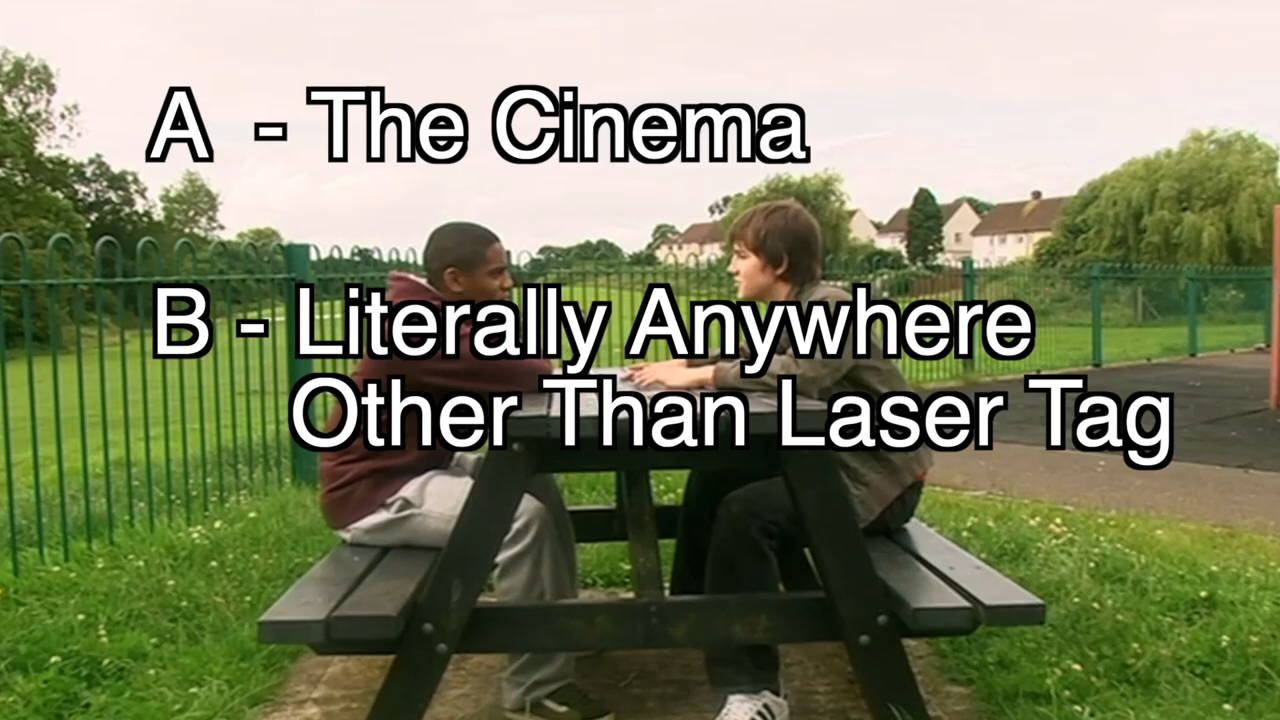 A - The Cinema
B - Literally Anywhere
Other Than Laser Tag